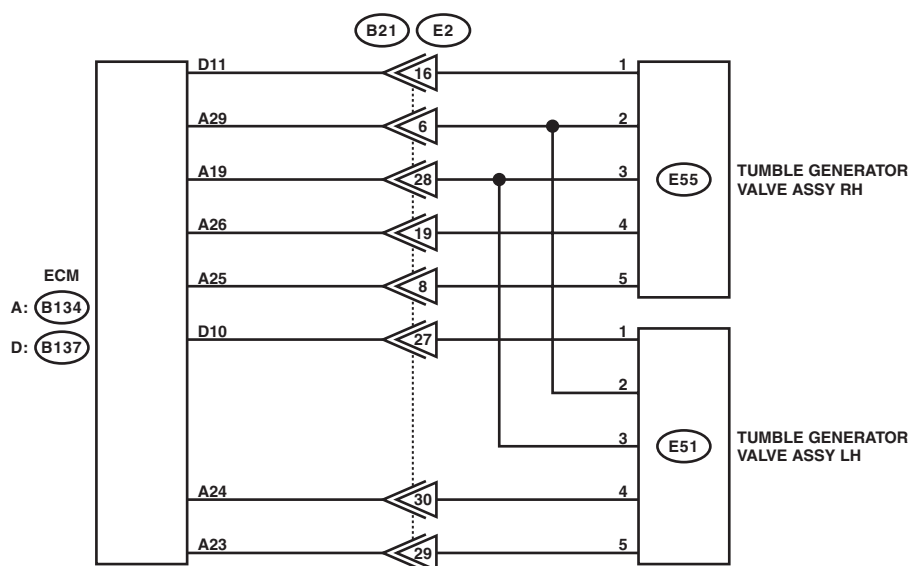 B21 E2
D11 16 1
A29 6 2
A19 28 3
E55
TUMBLE GENERATOR
VALVE ASSY RH
A26 19 4
ECM
A25 8 5
A: B134
D: B137
D10 27 1
2
3
E51
TUMBLE GENERATOR
VALVE ASSY LH
A24 30 4
A23 29 5